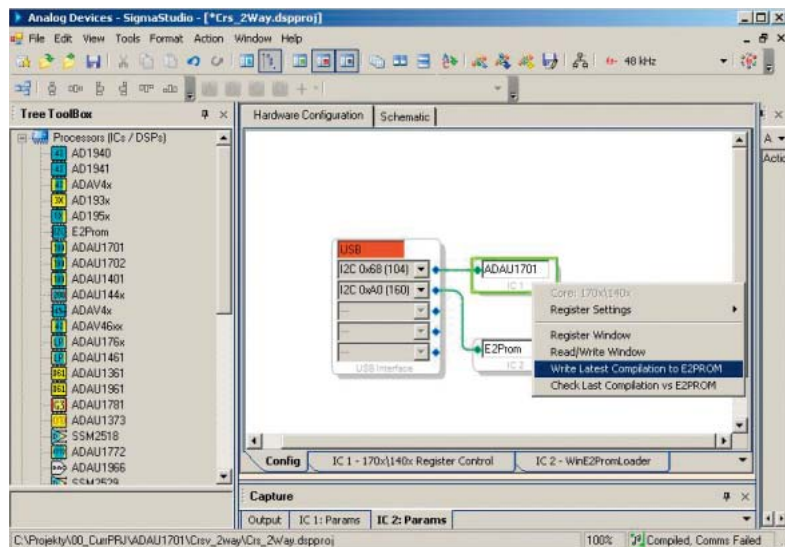 Analog Devices - SigmaStudio - [*Crs_2Way.dspproj]
File Edit View Tools Format Action Window Help
48 kHz
Tree ToolBox
Processors (ICs / DSPs)
AD1940
AD1941
ADAV4x
AD193x
AD195x
E2Prom
ADAU1701
ADAU1702
ADAU1401
ADAU144x
ADAV4x
ADAV46xx
ADAU176x
ADAU1461
ADAU1361
ADAU1961
ADAU1781
ADAU1373
SSM2518
ADAU1772
ADAU1966
SSM2529
Hardware Configuration Schematic
USB
I2C 0x68 (104)
I2C 0xA0 (160)
USB Interface
ADAU1701
IC 1
E2Prom
IC 2
Core: 170x\140x
Register Settings
Register Window
Read/Write Window
Write Latest Compilation to E2PROM
Check Last Compilation vs E2PROM
Config IC 1 - 170x\140x Register Control IC 2 - WinE2PromLoader
Capture
Output IC 1: Params IC 2: Params
A
Actic
C:\Projekty\00_CurrPRJ\ADAU1701\Crsv_2way\Crs_2Way.dspproj 100% Compiled, Comms Failed